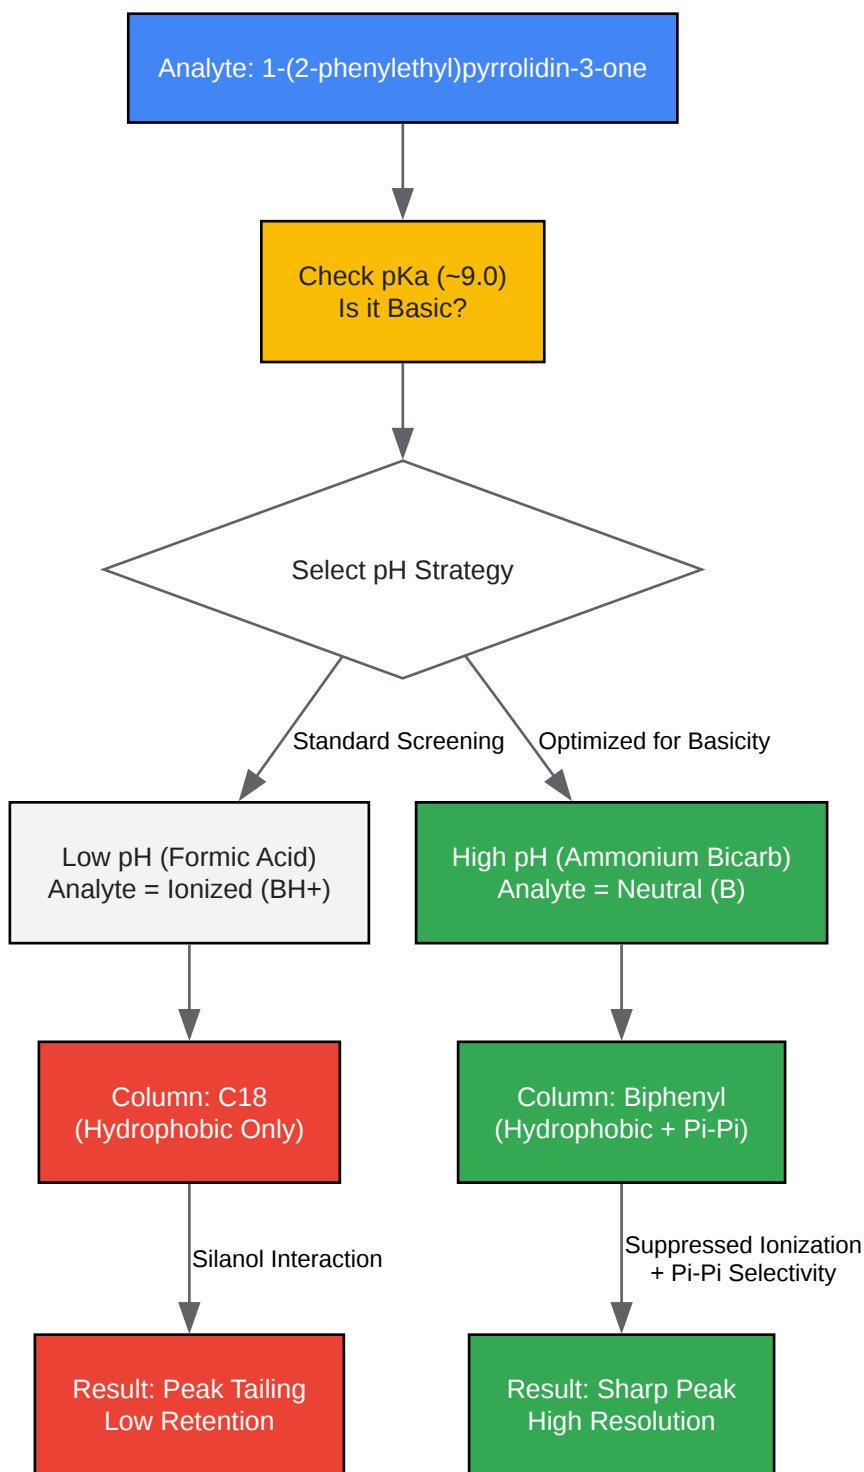 Analyte: 1-(2-phenylethyl)pyrrolidin-3-one
Check pKa (~9.0)
Is it Basic?
Select pH Strategy
Standard Screening
Optimized for Basicity
Low pH (Formic Acid)
Analyte = Ionized (BH+)
High pH (Ammonium Bicarb)
Analyte = Neutral (B)
Column: C18
(Hydrophobic Only)
Column: Biphenyl
(Hydrophobic + Pi-Pi)
Silanol Interaction
Suppressed Ionization
+ Pi-Pi Selectivity
Result: Peak Tailing
Low Retention
Result: Sharp Peak
High Resolution